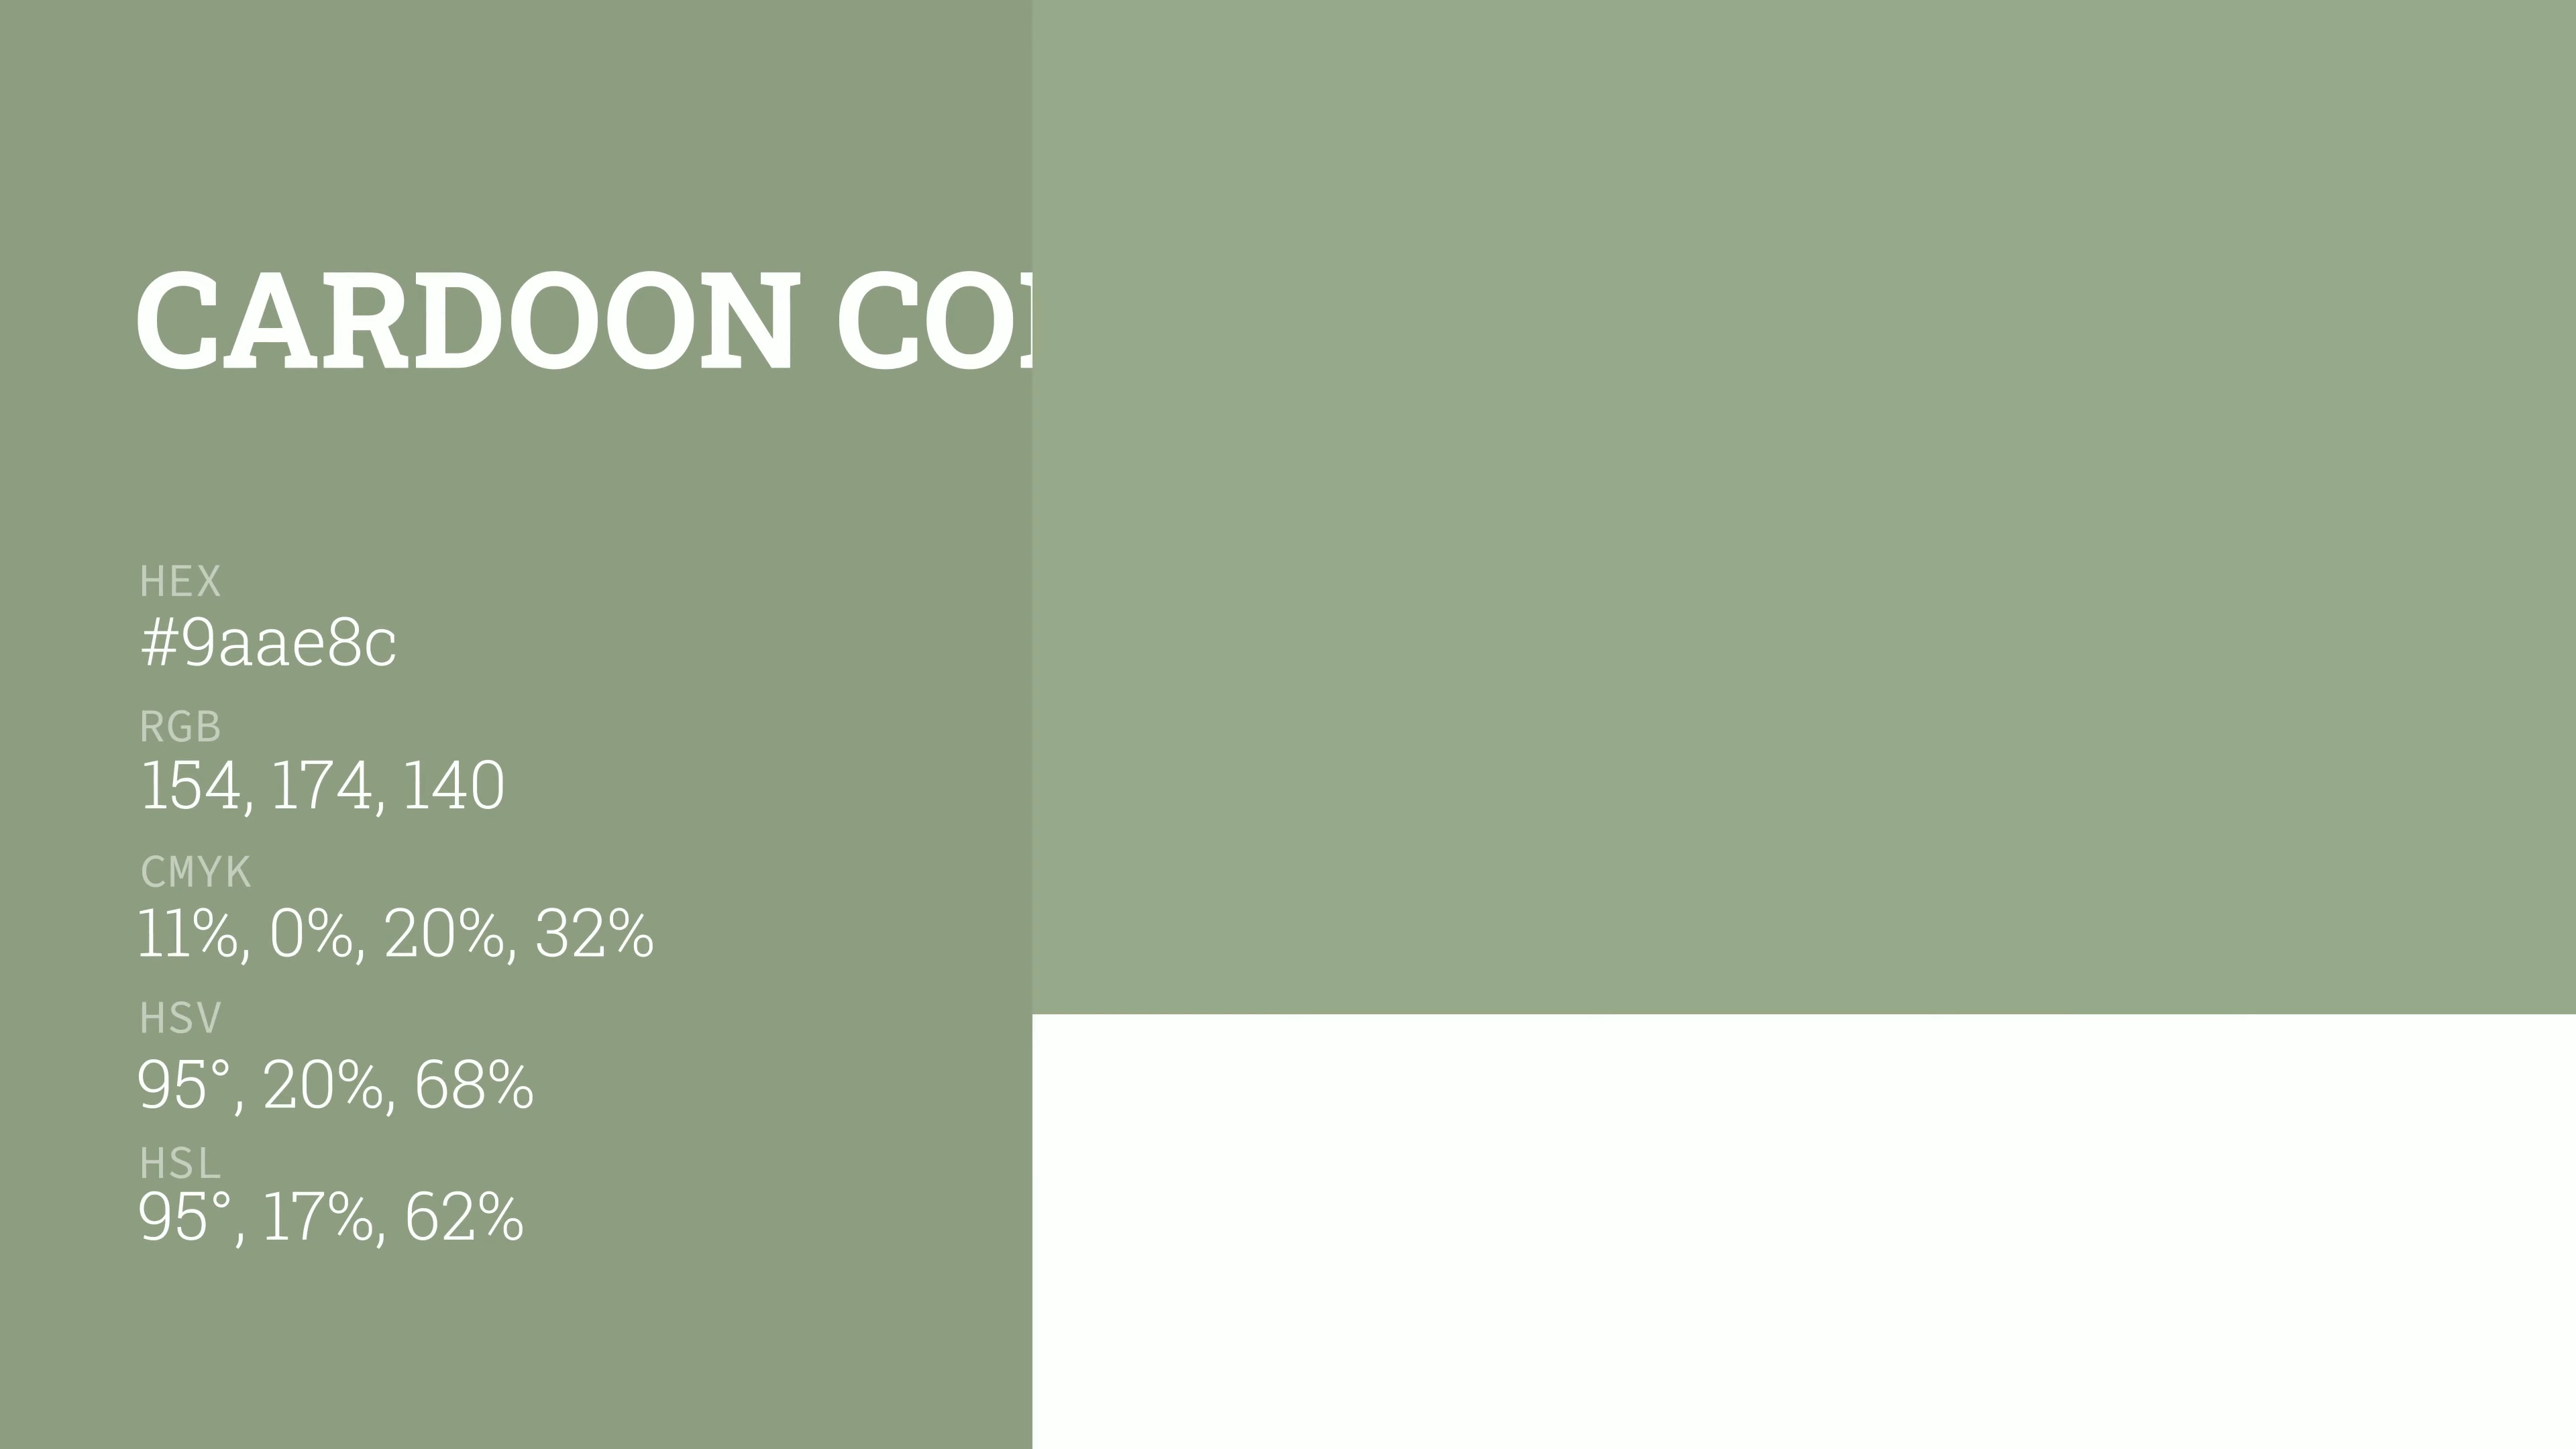 CARDOON CO
HEX
#9aae8c
RGB
154, 174, 140
CMYK
11%, 0%, 20%, 32%
HSV
95°, 20%, 68%
HSL
95°, 17%, 62%